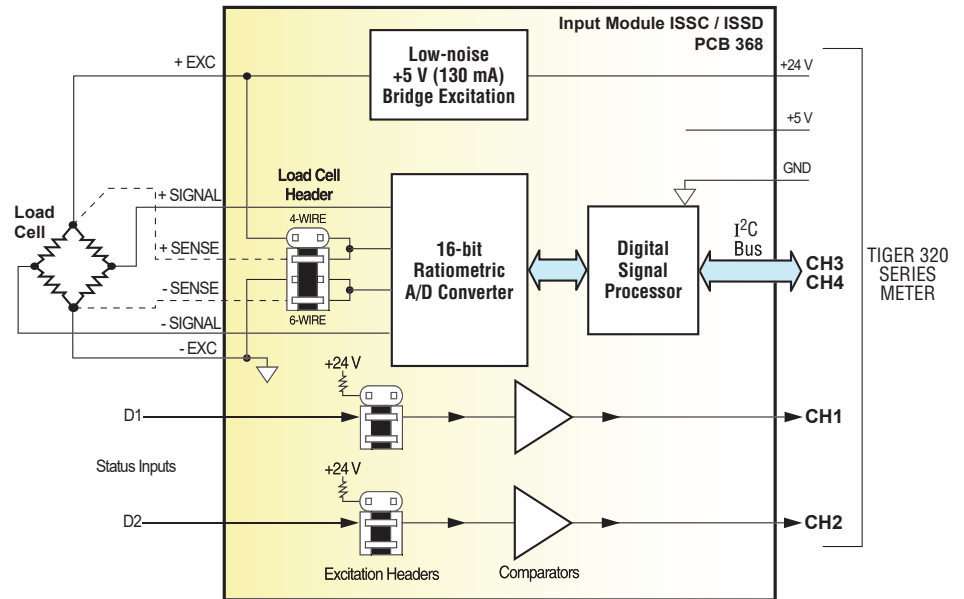 Input Module ISSC / ISSD
PCB 368
Low-noise
+5 V (130 mA)
Bridge Excitation
+ EXC
+24 V
+5 V
GND
Load Cell
Header
4-WIRE
6-WIRE
+ SIGNAL
Load
Cell
+ SENSE
- SENSE
- SIGNAL
- EXC
16-bit
Ratiometric
A/D Converter
Digital
Signal
Processor
I²C
Bus
CH3
CH4
TIGER 320
SERIES
METER
+24 V
D1
CH1
Status Inputs
+24 V
D2
CH2
Excitation Headers
Comparators